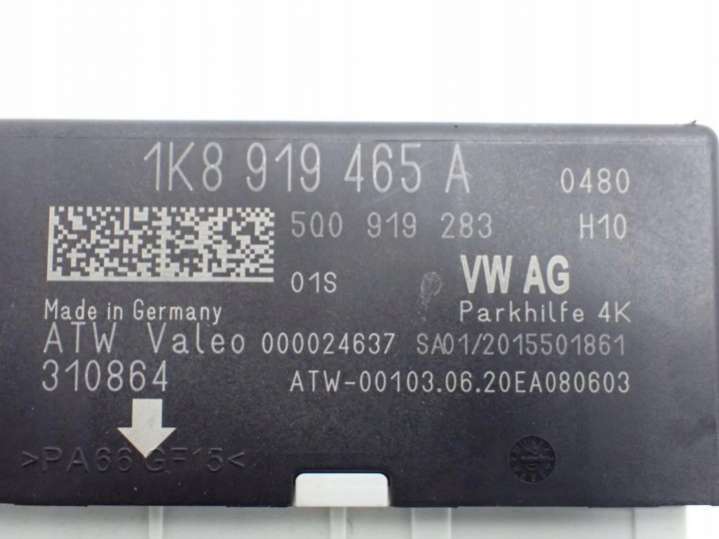 1K8 919 465 A 0480
5Q0 919 283 H10
01S VW AG
Made in Germany Parkhilfe 4K
ATW Valeo 000024637 SA01/2015501861
310864 ATW-00103.06.20EA080603
>PA66 GF15<